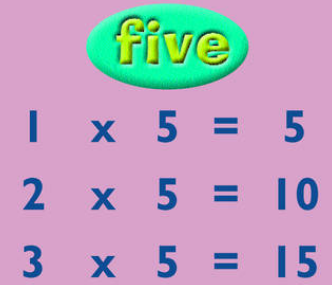 five
1 x 5 = 5
2 x 5 = 10
3 x 5 = 15